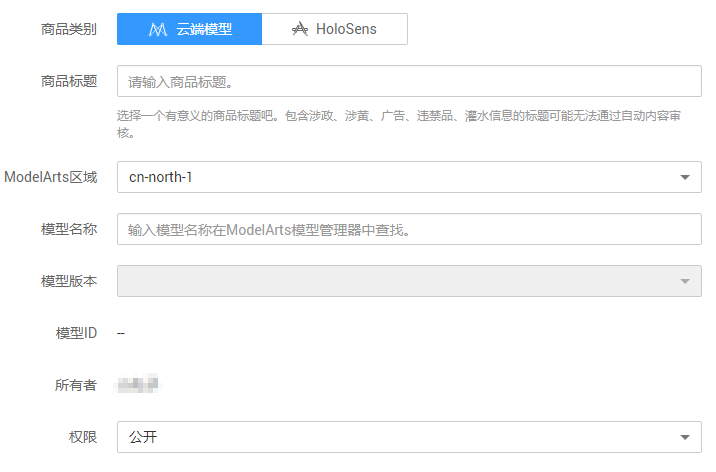 商品类别 云端模型 HoloSens
商品标题 请输入商品标题。
选择一个有意义的商品标题吧。包含涉政、涉黄、广告、违禁品、灌水信息的标题可能无法通过自动内容审
核。
ModelArts区域 cn-north-1
模型名称 输入模型名称在ModelArts模型管理器中查找。
模型版本
模型ID --
所有者
权限 公开